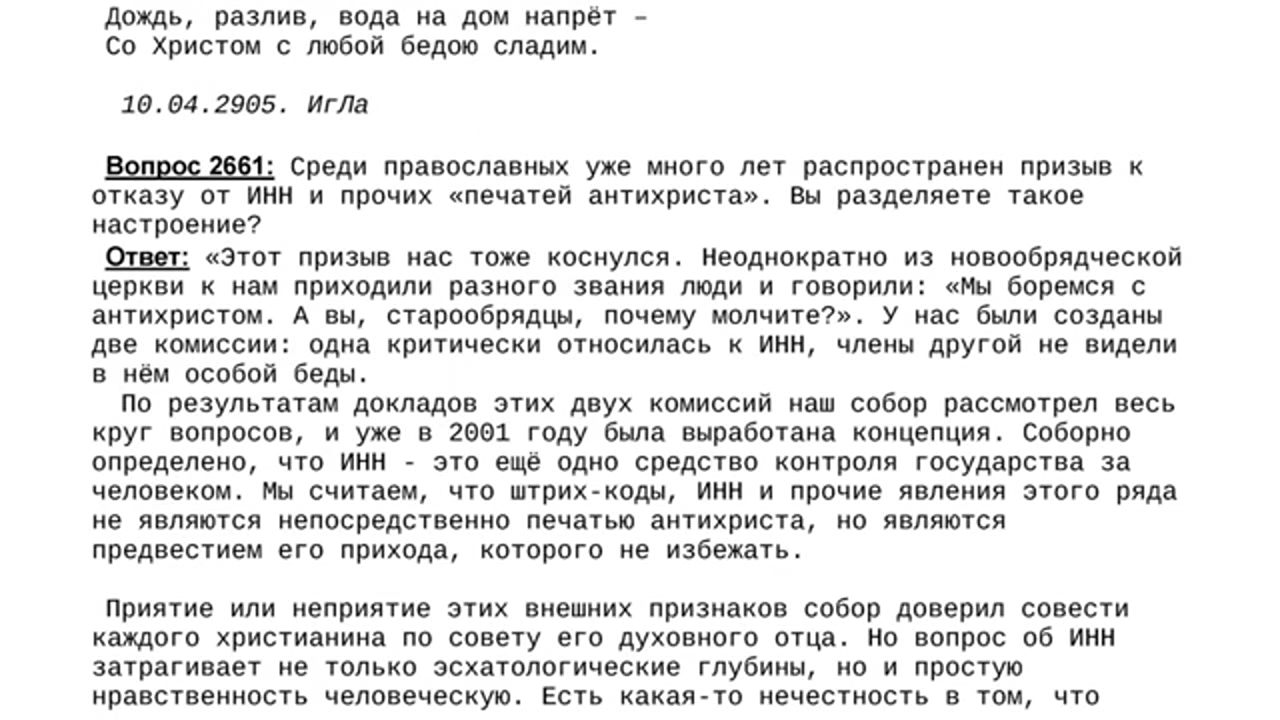 Дождь, разлив, вода на дом напрёт –
Со Христом с любой бедою сладим.
10.04.2905. ИгЛа
Вопрос 2661: Среди православных уже много лет распространен призыв к
отказу от ИНН и прочих «печатей антихриста». Вы разделяете такое
настроение?
Ответ: «Этот призыв нас тоже коснулся. Неоднократно из новообрядческой
церкви к нам приходили разного звания люди и говорили: «Мы боремся с
антихристом. А вы, старообрядцы, почему молчите?». У нас были созданы
две комиссии: одна критически относилась к ИНН, члены другой не видели
в нём особой беды.
По результатам докладов этих двух комиссий наш собор рассмотрел весь
круг вопросов, и уже в 2001 году была выработана концепция. Соборно
определено, что ИНН - это ещё одно средство контроля государства за
человеком. Мы считаем, что штрих-коды, ИНН и прочие явления этого ряда
не являются непосредственно печатью антихриста, но являются
предвестием его прихода, которого не избежать.
Приятие или неприятие этих внешних признаков собор доверил совести
каждого христианина по совету его духовного отца. Но вопрос об ИНН
затрагивает не только эсхатологические глубины, но и простую
нравственность человеческую. Есть какая-то нечестность в том, что